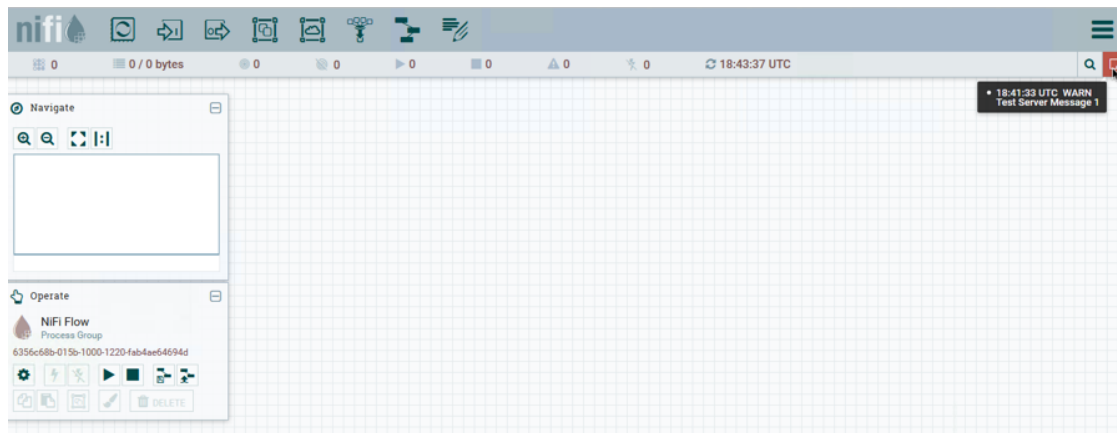 nifi
0
0 / 0 bytes
0
0
0
0
0
0
18:43:37 UTC
18:41:33 UTC WARN
Test Server Message 1
Navigate
Operate
NiFi Flow
Process Group
6356c68b-015b-1000-1220-fab4ae64694d
DELETE